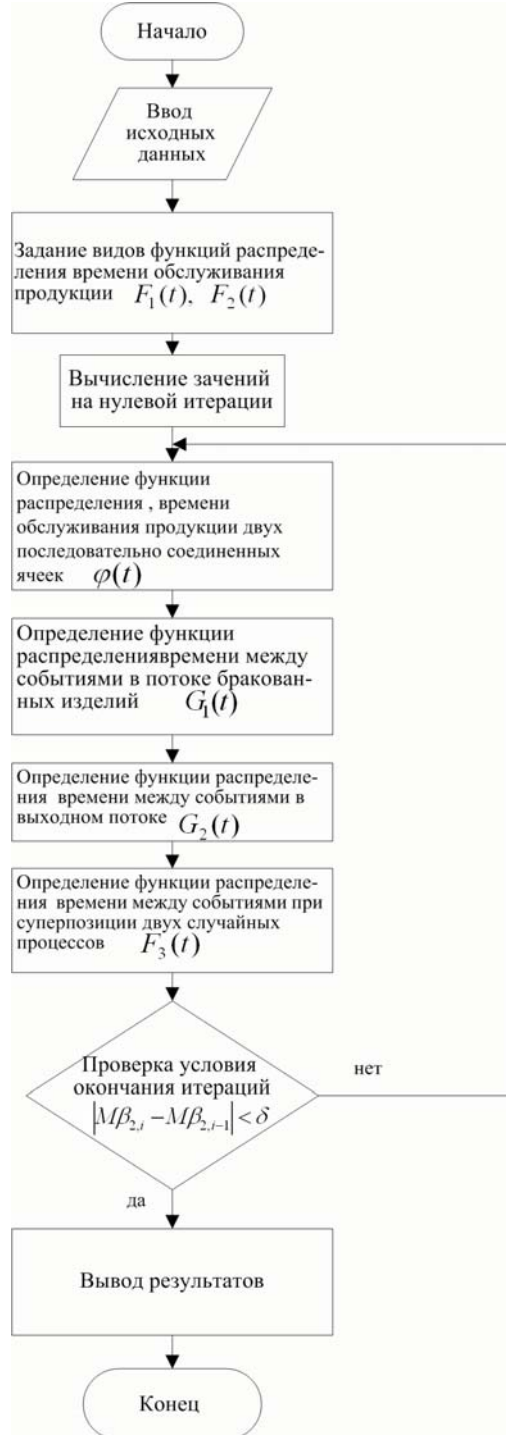 Начало
Ввод
исходных
данных
Задание видов функций распреде-
ления времени обслуживания
продукции F₁(t), F₂(t)
Вычисление зачений
на нулевой итерации
Определение функции
распределения , времени
обслуживания продукции двух
последовательно соединенных
ячеек φ(t)
Определение функции
распределениявремени между
событиями в потоке бракован-
ных изделий G₁(t)
Определение функции распределе-
ния времени между событиями в
выходном потоке G₂(t)
Определение функции распределе-
ния времени между событиями при
суперпозиции двух случайных
процессов F₃(t)
Проверка условия
окончания итераций
|Mβ₂,ᵢ − Mβ₂,ᵢ₋₁| < δ
нет
да
Вывод результатов
Конец